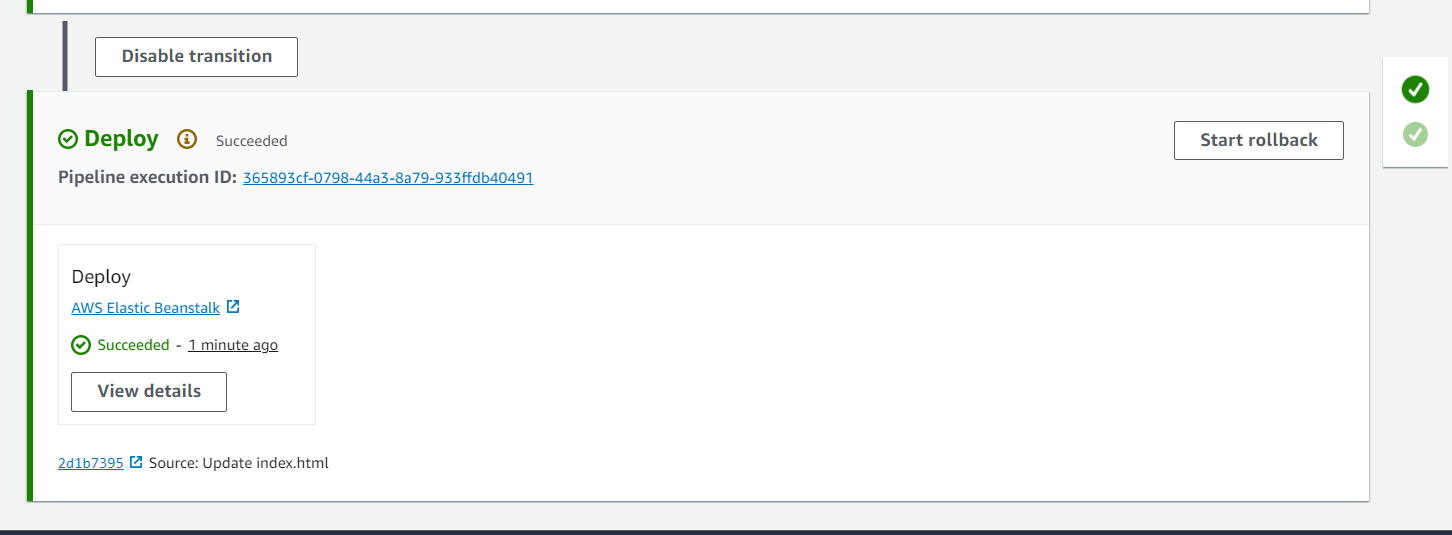 Disable transition
Deploy Succeeded
Start rollback
Pipeline execution ID: 365893cf-0798-44a3-8a79-933ffdb40491
Deploy
AWS Elastic Beanstalk
Succeeded - 1 minute ago
View details
2d1b7395 Source: Update index.html